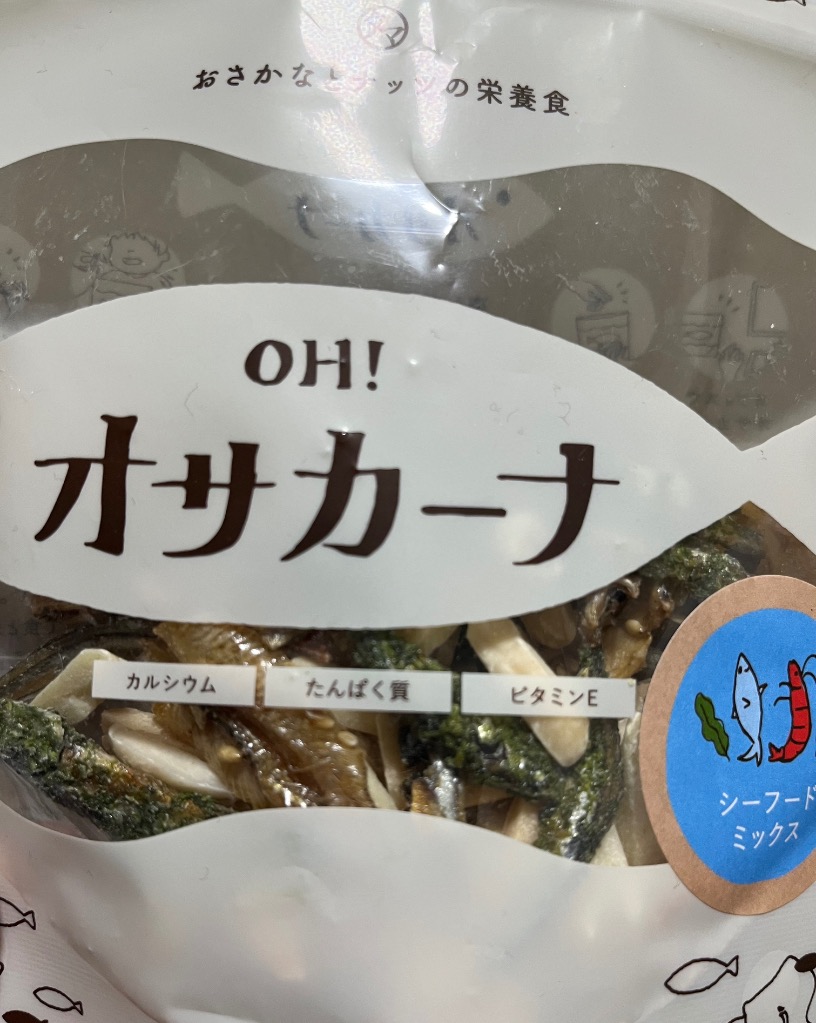 マ
おさかなとナッツの栄養食
OH!
オサカーナ
カルシウム
たんぱく質
ビタミンE
シーフード
ミックス